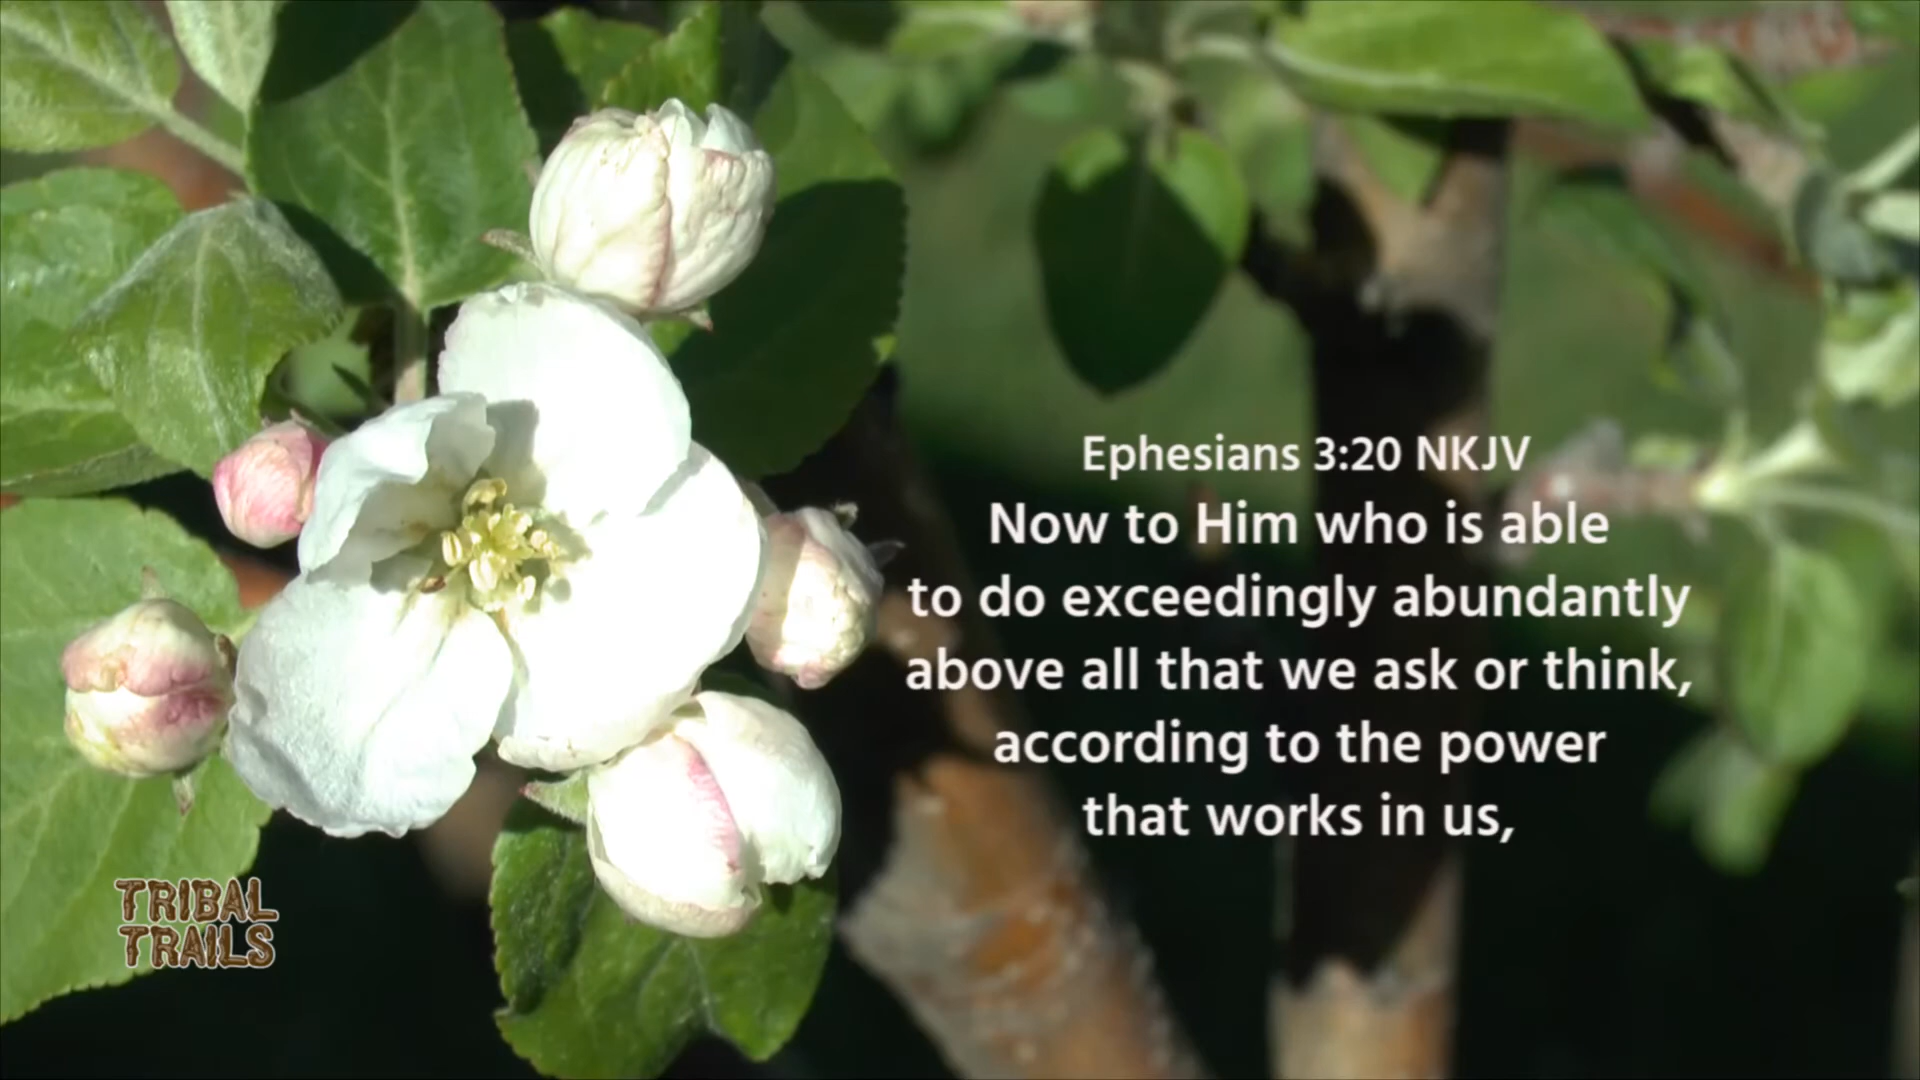 Ephesians 3:20 NKJV
Now to Him who is able
to do exceedingly abundantly
above all that we ask or think,
according to the power
that works in us,
TRIBAL
TRAILS